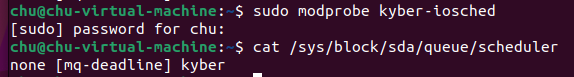 chu@chu-virtual-machine:~$ sudo modprobe kyber-iosched
[sudo] password for chu:
chu@chu-virtual-machine:~$ cat /sys/block/sda/queue/scheduler
none [mq-deadline] kyber